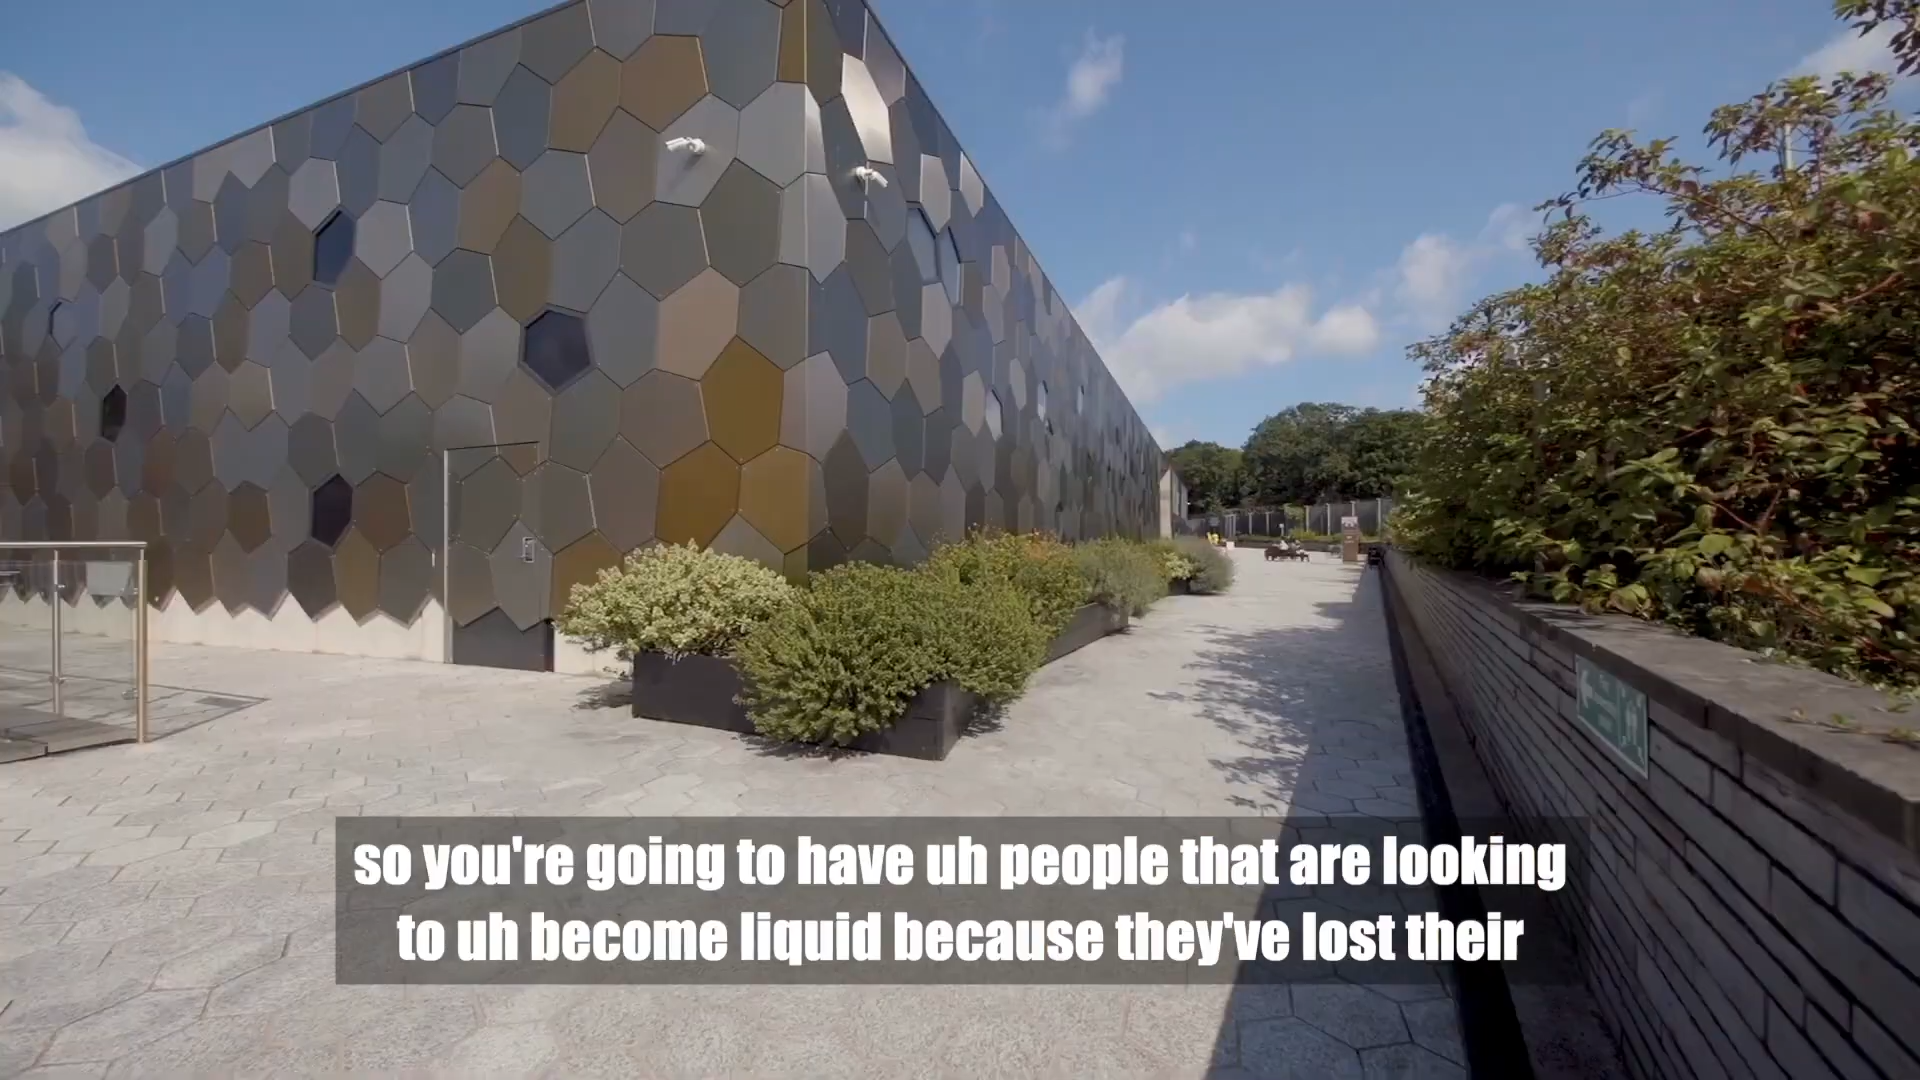 so you're going to have uh people that are looking
to uh become liquid because they've lost their